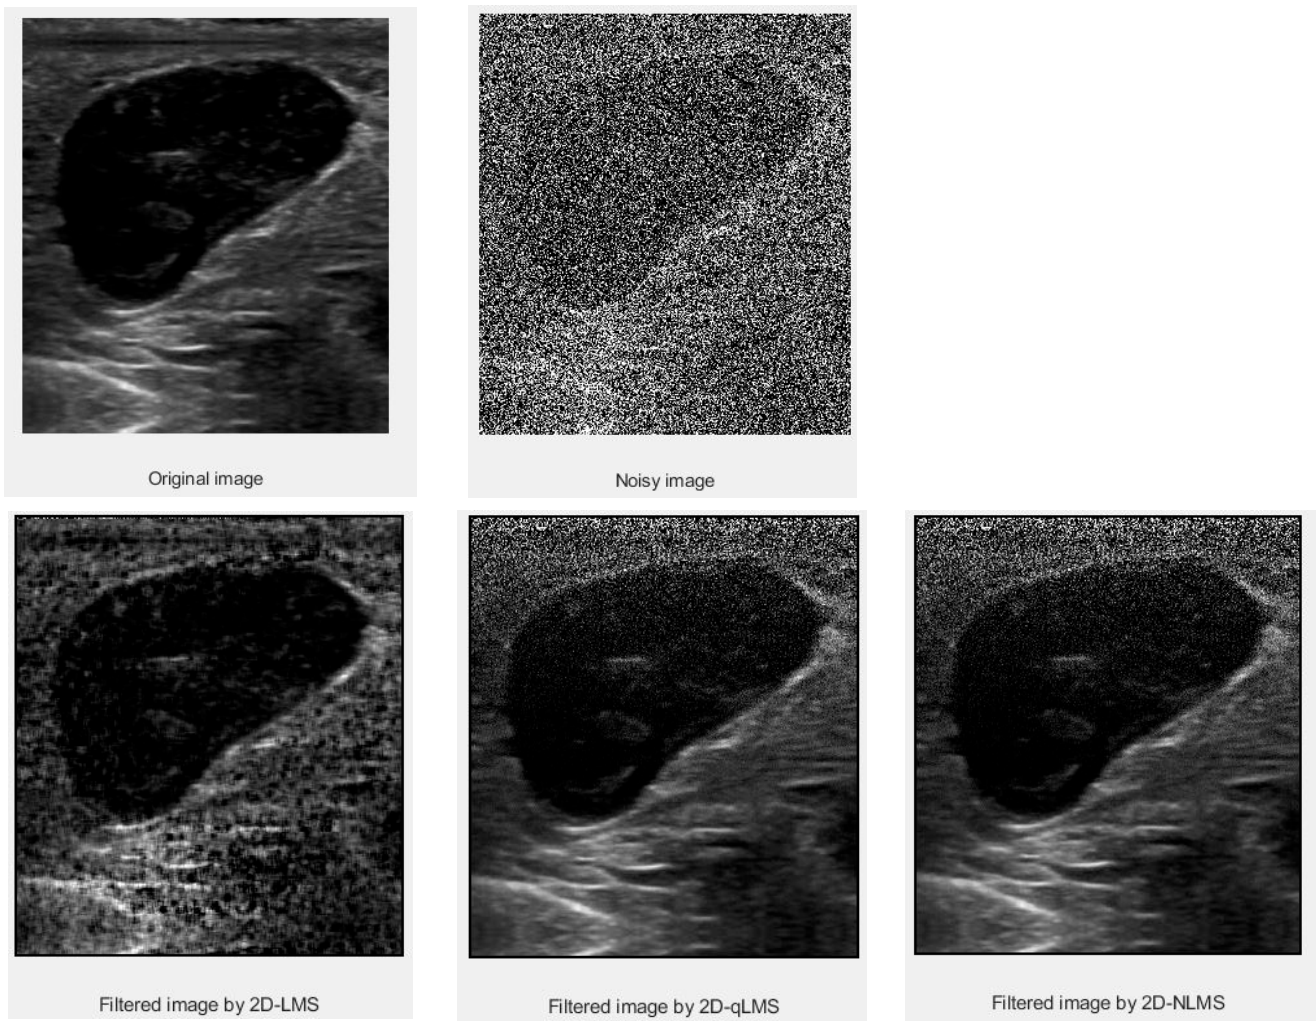 Original image
Noisy image
Filtered image by 2D-LMS
Filtered image by 2D-qLMS
Filtered image by 2D-NLMS